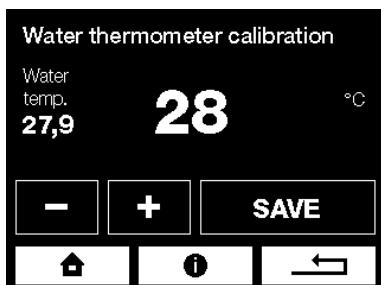 Water thermometer calibration
Water
temp.
27,9
28
°C
− + SAVE